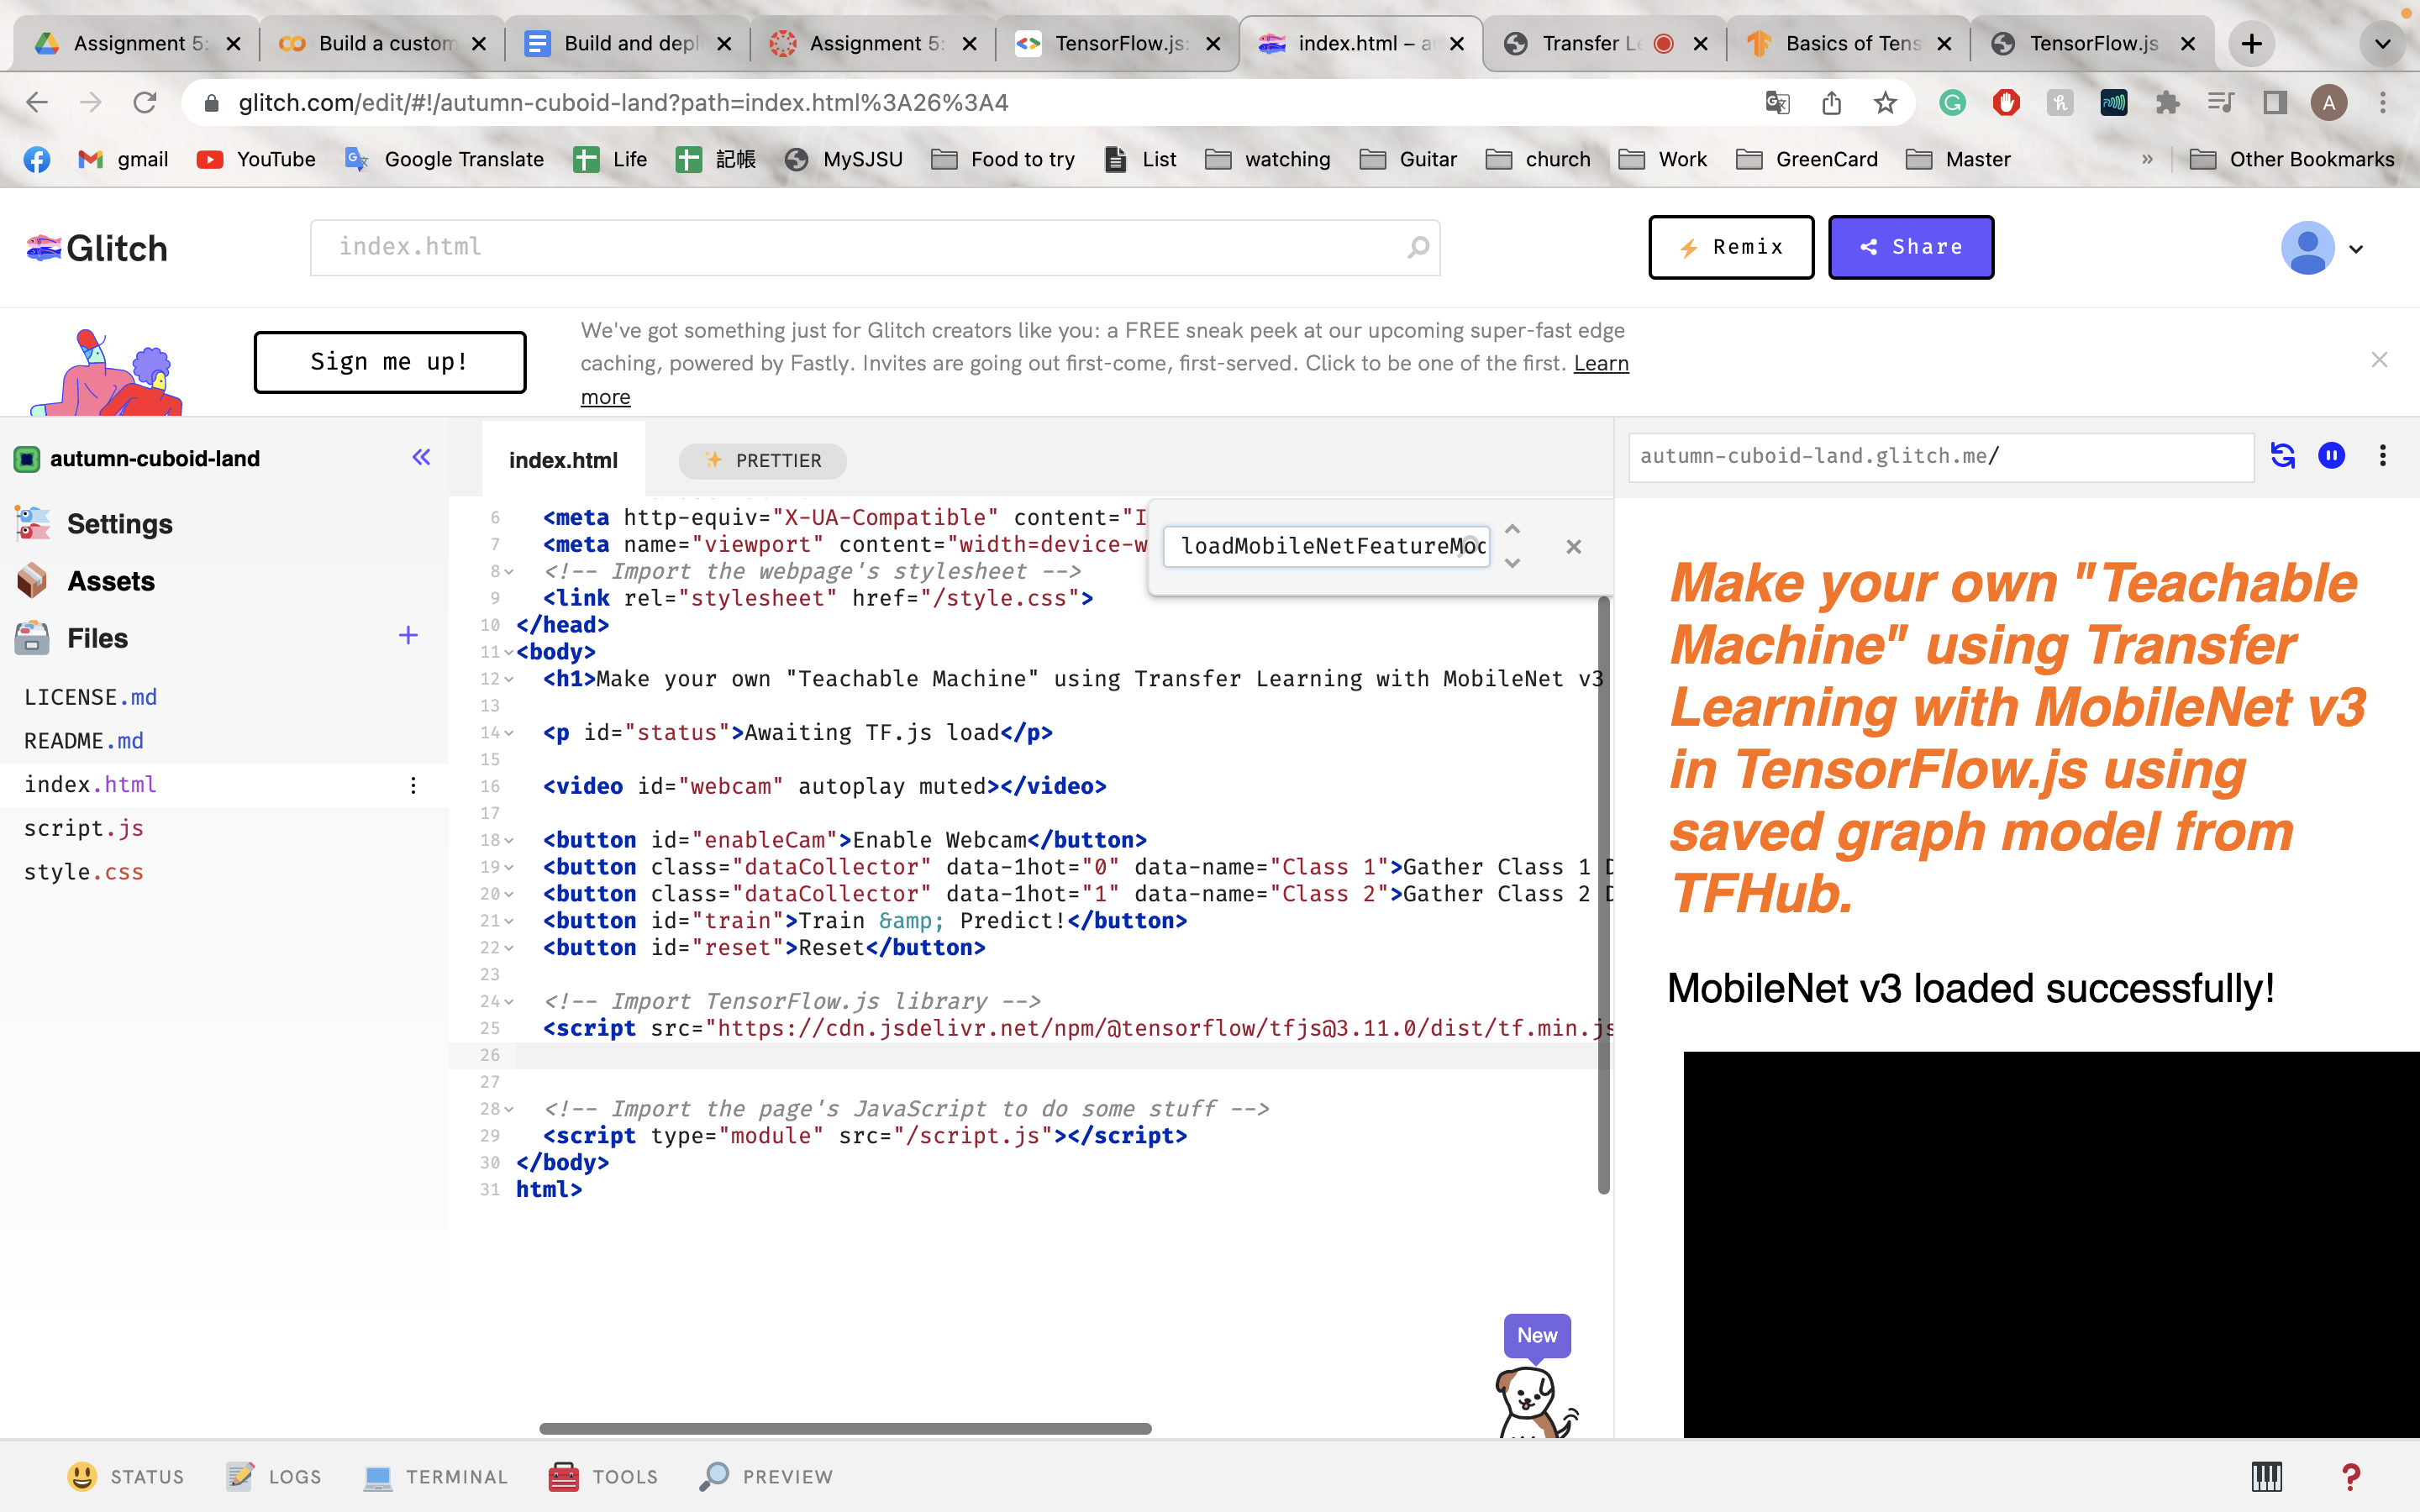 Assignment 5:
Build a custom
Build and depl
Assignment 5:
TensorFlow.js:
index.html – a
Transfer Le
Basics of Tens
TensorFlow.js
glitch.com/edit/#!/autumn-cuboid-land?path=index.html%3A26%3A4
A
gmail
YouTube
Google Translate
Life
記帳
MySJSU
Food to try
List
watching
Guitar
church
Work
GreenCard
Master
»
Other Bookmarks
Glitch
index.html
Remix
Share
Sign me up!
We've got something just for Glitch creators like you: a FREE sneak peek at our upcoming super-fast edge
caching, powered by Fastly. Invites are going out first-come, first-served. Click to be one of the first. Learn
more
autumn-cuboid-land
Settings
Assets
Files
LICENSE.md
README.md
index.html
script.js
style.css
index.html
PRETTIER
loadMobileNetFeatureMod
6 <meta http-equiv="X-UA-Compatible" content="I
7 <meta name="viewport" content="width=device-w
8 <!-- Import the webpage's stylesheet -->
9 <link rel="stylesheet" href="/style.css">
10 </head>
11 <body>
12 <h1>Make your own "Teachable Machine" using Transfer Learning with MobileNet v3
13
14 <p id="status">Awaiting TF.js load</p>
15
16 <video id="webcam" autoplay muted></video>
17
18 <button id="enableCam">Enable Webcam</button>
19 <button class="dataCollector" data-1hot="0" data-name="Class 1">Gather Class 1 D
20 <button class="dataCollector" data-1hot="1" data-name="Class 2">Gather Class 2 D
21 <button id="train">Train &amp; Predict!</button>
22 <button id="reset">Reset</button>
23
24 <!-- Import TensorFlow.js library -->
25 <script src="https://cdn.jsdelivr.net/npm/@tensorflow/tfjs@3.11.0/dist/tf.min.js
26
27
28 <!-- Import the page's JavaScript to do some stuff -->
29 <script type="module" src="/script.js"></script>
30 </body>
31 html>
New
autumn-cuboid-land.glitch.me/
Make your own "Teachable
Machine" using Transfer
Learning with MobileNet v3
in TensorFlow.js using
saved graph model from
TFHub.
MobileNet v3 loaded successfully!
STATUS
LOGS
TERMINAL
TOOLS
PREVIEW
?